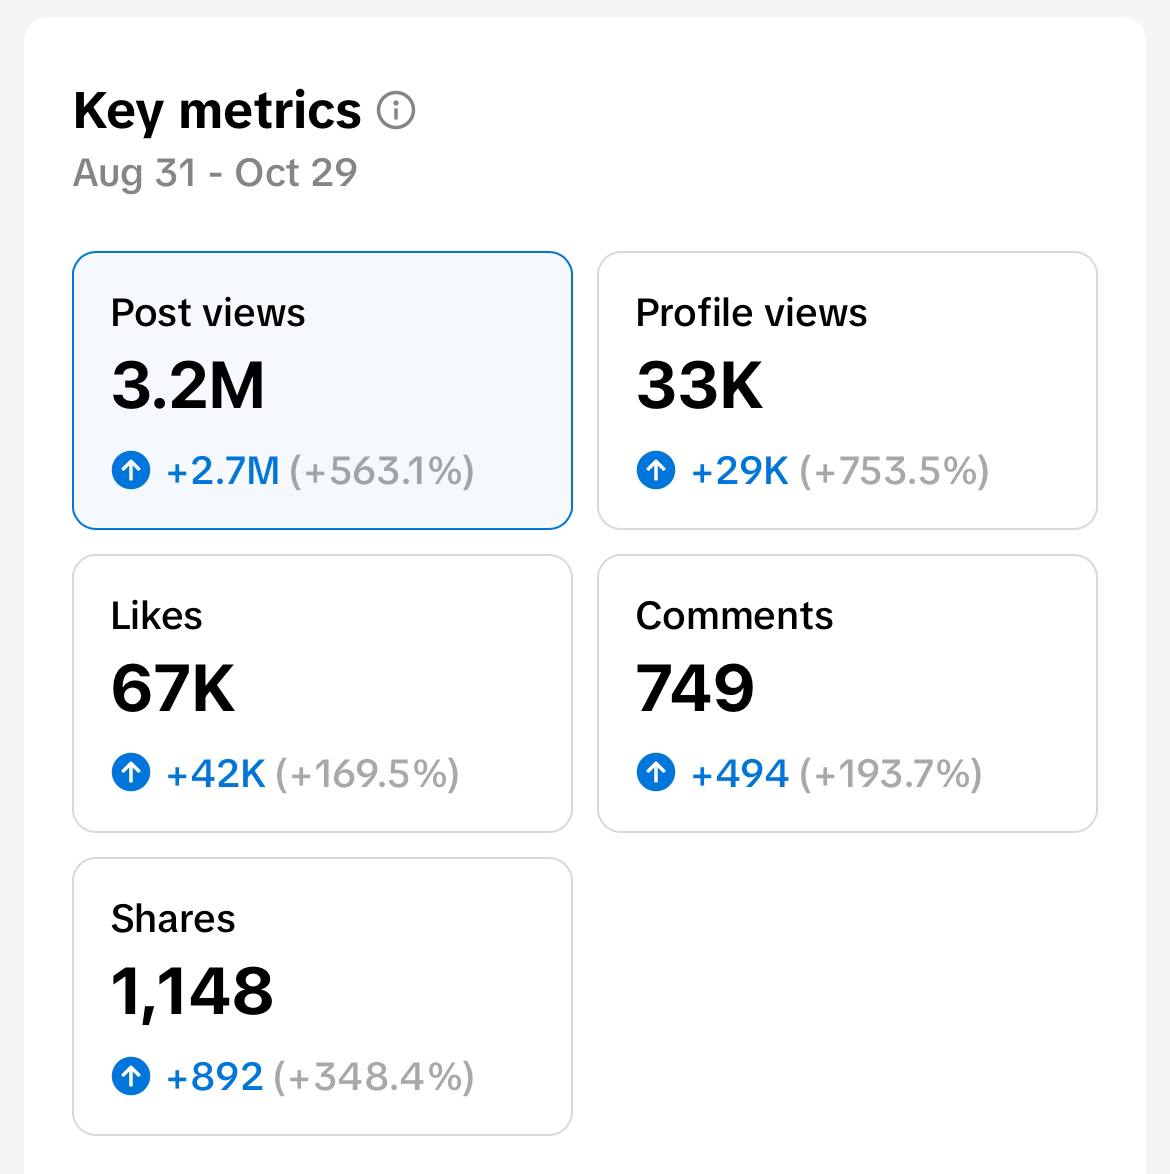 Key metrics
Aug 31 - Oct 29
Post views
3.2M
+2.7M (+563.1%)
Profile views
33K
+29K (+753.5%)
Likes
67K
+42K (+169.5%)
Comments
749
+494 (+193.7%)
Shares
1,148
+892 (+348.4%)